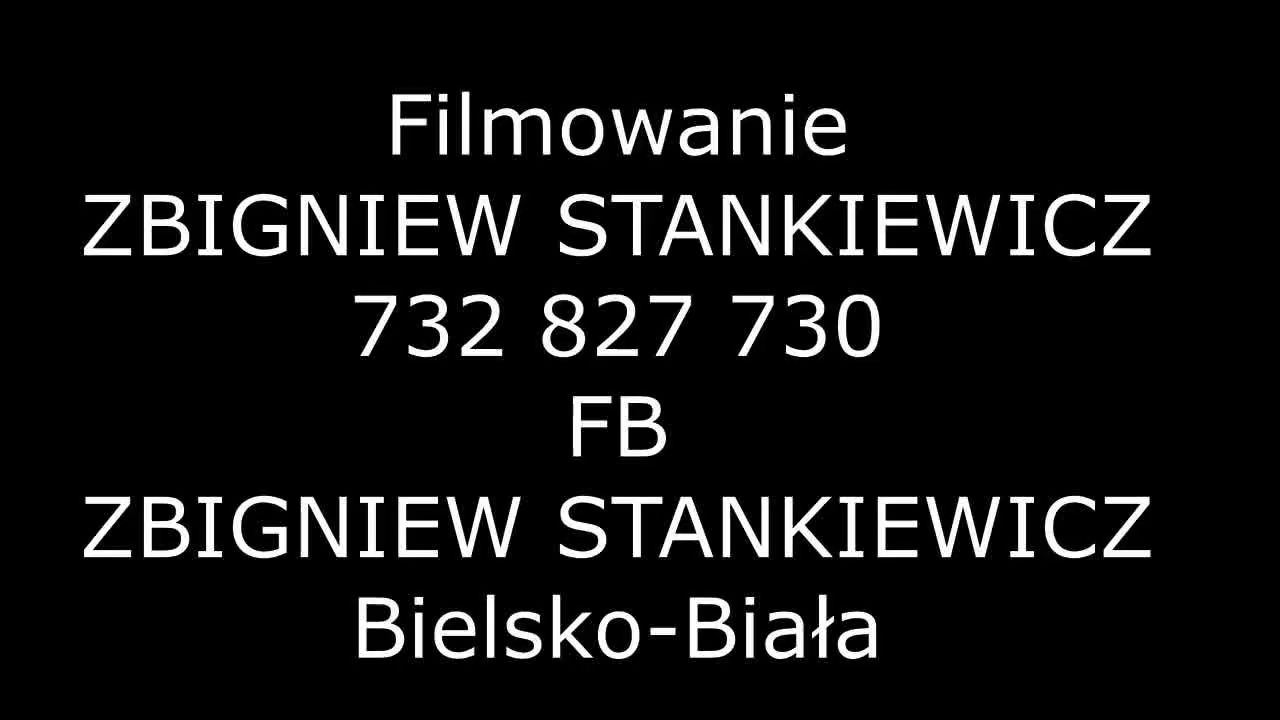 Filmowanie
ZBIGNIEW STANKIEWICZ
732 827 730
FB
ZBIGNIEW STANKIEWICZ
Bielsko-Biała